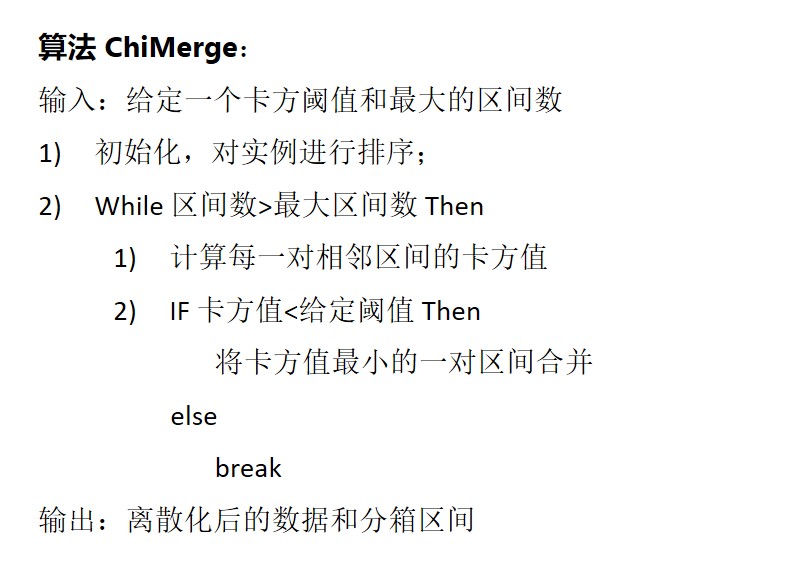 算法 ChiMerge：
输入：给定一个卡方阈值和最大的区间数
1) 初始化，对实例进行排序；
2) While 区间数>最大区间数 Then
1) 计算每一对相邻区间的卡方值
2) IF 卡方值<给定阈值 Then
将卡方值最小的一对区间合并
else
break
输出：离散化后的数据和分箱区间